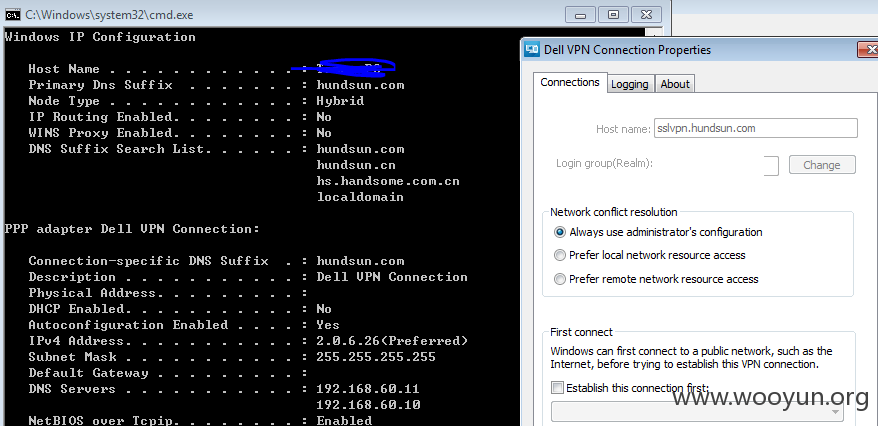 C:\Windows\system32\cmd.exe
Windows IP Configuration
Host Name . . . . . . . . . . . . :
Primary Dns Suffix . . . . . . . : hundsun.com
Node Type . . . . . . . . . . . . : Hybrid
IP Routing Enabled. . . . . . . . : No
WINS Proxy Enabled. . . . . . . . : No
DNS Suffix Search List. . . . . . : hundsun.com
hundsun.cn
hs.handsome.com.cn
localdomain
PPP adapter Dell VPN Connection:
Connection-specific DNS Suffix . : hundsun.com
Description . . . . . . . . . . . : Dell VPN Connection
Physical Address. . . . . . . . . :
DHCP Enabled. . . . . . . . . . . : No
Autoconfiguration Enabled . . . . : Yes
IPv4 Address. . . . . . . . . . . : 2.0.6.26(Preferred)
Subnet Mask . . . . . . . . . . . : 255.255.255.255
Default Gateway . . . . . . . . . :
DNS Servers . . . . . . . . . . . : 192.168.60.11
192.168.60.10
NetBIOS over Tcpip. . . . . . . . : Enabled
Dell VPN Connection Properties
Connections Logging About
Host name: sslvpn.hundsun.com
Login group(Realm): Change
Network conflict resolution
Always use administrator's configuration
Prefer local network resource access
Prefer remote network resource access
First connect
Windows can first connect to a public network, such as the
Internet, before trying to establish this VPN connection.
Establish this connection first:
www.wooyun.org